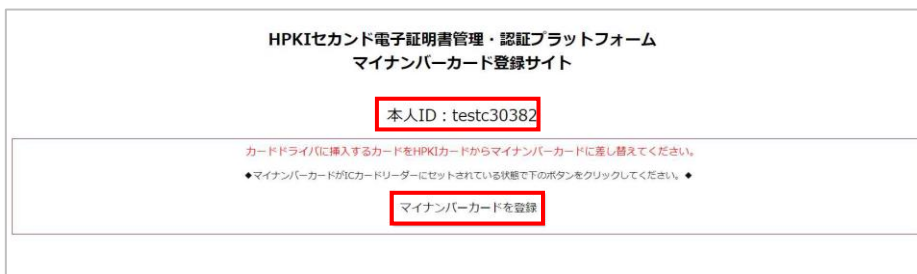 HPKIセカンド電子証明書管理・認証プラットフォーム
マイナンバーカード登録サイト
本人ID：testc30382
カードドライバに挿入するカードをHPKIカードからマイナンバーカードに差し替えてください。
◆マイナンバーカードがICカードリーダーにセットされている状態で下のボタンをクリックしてください。◆
マイナンバーカードを登録